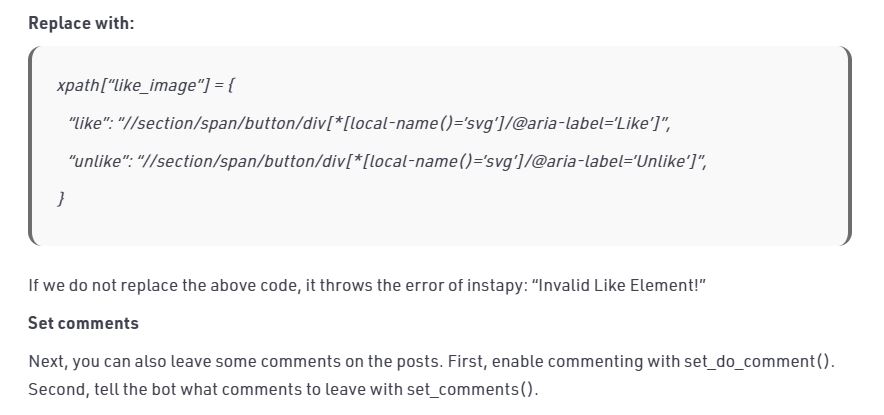 Replace with:
xpath[“like_image”] = {
“like”: “//section/span/button/div[*[local-name()=’svg’]/@aria-label=’Like’]”,
“unlike”: “//section/span/button/div[*[local-name()=’svg’]/@aria-label=’Unlike’]”,
}
If we do not replace the above code, it throws the error of instapy: “Invalid Like Element!”
Set comments
Next, you can also leave some comments on the posts. First, enable commenting with set_do_comment().
Second, tell the bot what comments to leave with set_comments().